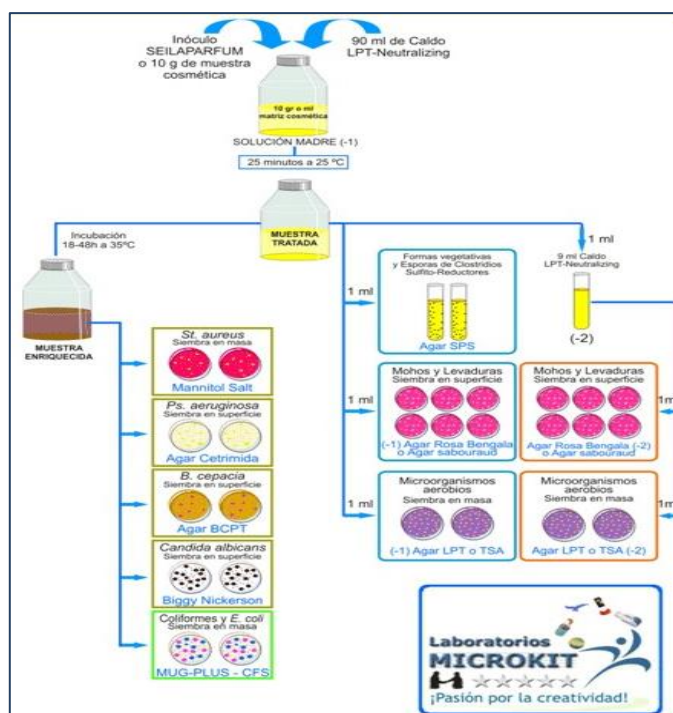 Inóculo
SEILAPARFUM
o 10 g de muestra
cosmética
90 ml de Caldo
LPT-Neutralizing
10 gr o ml
matriz cosmética
SOLUCIÓN MADRE (-1)
25 minutos a 25 ºC
MUESTRA
TRATADA
Incubación
18-48h a 35ºC
MUESTRA
ENRIQUECIDA
St. aureus
Siembra en masa
Mannitol Salt
Ps. aeruginosa
Siembra en superficie
Agar Cetrimida
B. cepacia
Siembra en superficie
Agar BCPT
Candida albicans
Siembra en superficie
Biggy Nickerson
Coliformes y E. coli
Siembra en masa
MUG-PLUS - CFS
1 ml
Formas vegetativas
y Esporas de Clostridios
Sulfito-Reductores
Agar SPS
1 ml
9 ml Caldo
LPT-Neutralizing
(-2)
1 ml
Mohos y Levaduras
Siembra en superficie
(-1) Agar Rosa Bengala
o Agar sabouraud
Mohos y Levaduras
Siembra en superficie
Agar Rosa Bengala (-2)
o Agar sabouraud
1m
1 ml
Microorganismos
aerobios
Siembra en masa
(-1) Agar LPT o TSA
Microorganismos
aerobios
Siembra en masa
Agar LPT o TSA (-2)
1m
Laboratorios
MICROKIT
¡Pasión por la creatividad!